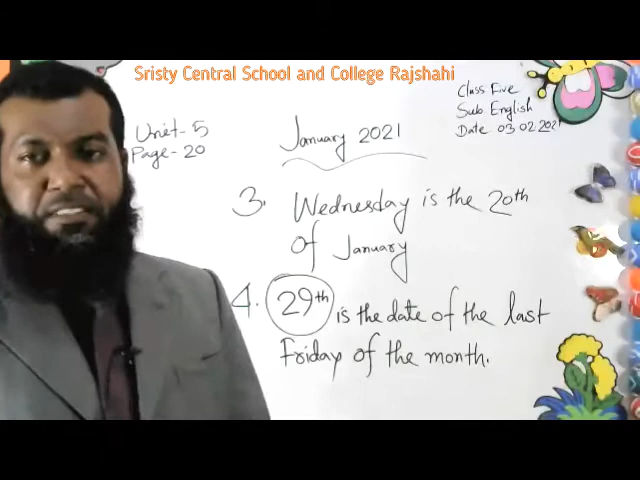 Sristy Central School and College Rajshahi
Class Five
Sub English
Date 03.02.2021
Unit-5
Page-20
January 2021
3. Wednesday is the 20th
of January
4. 29th is the date of the last
Friday of the month.